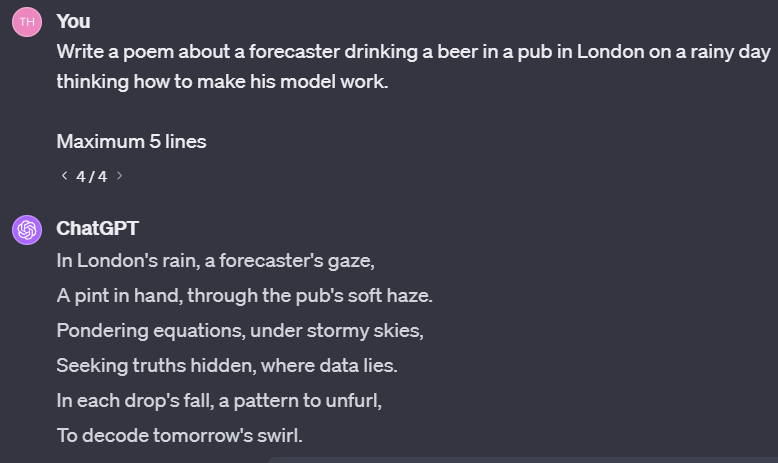 TH
You
Write a poem about a forecaster drinking a beer in a pub in London on a rainy day
thinking how to make his model work.
Maximum 5 lines
< 4 / 4 >
ChatGPT
In London's rain, a forecaster's gaze,
A pint in hand, through the pub's soft haze.
Pondering equations, under stormy skies,
Seeking truths hidden, where data lies.
In each drop's fall, a pattern to unfurl,
To decode tomorrow's swirl.